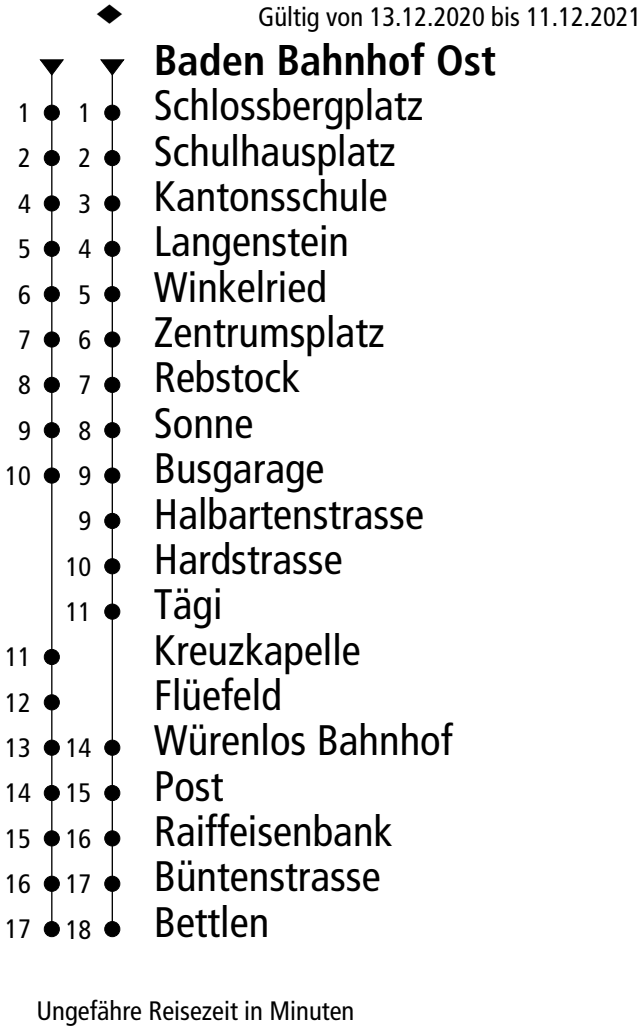 ◆ Gültig von 13.12.2020 bis 11.12.2021
Baden Bahnhof Ost
1 1 Schlossbergplatz
2 2 Schulhausplatz
4 3 Kantonsschule
5 4 Langenstein
6 5 Winkelried
7 6 Zentrumsplatz
8 7 Rebstock
9 8 Sonne
10 9 Busgarage
9 Halbartenstrasse
10 Hardstrasse
11 Tägi
11 Kreuzkapelle
12 Flüefeld
13 14 Würenlos Bahnhof
14 15 Post
15 16 Raiffeisenbank
16 17 Büntenstrasse
17 18 Bettlen
Ungefähre Reisezeit in Minuten